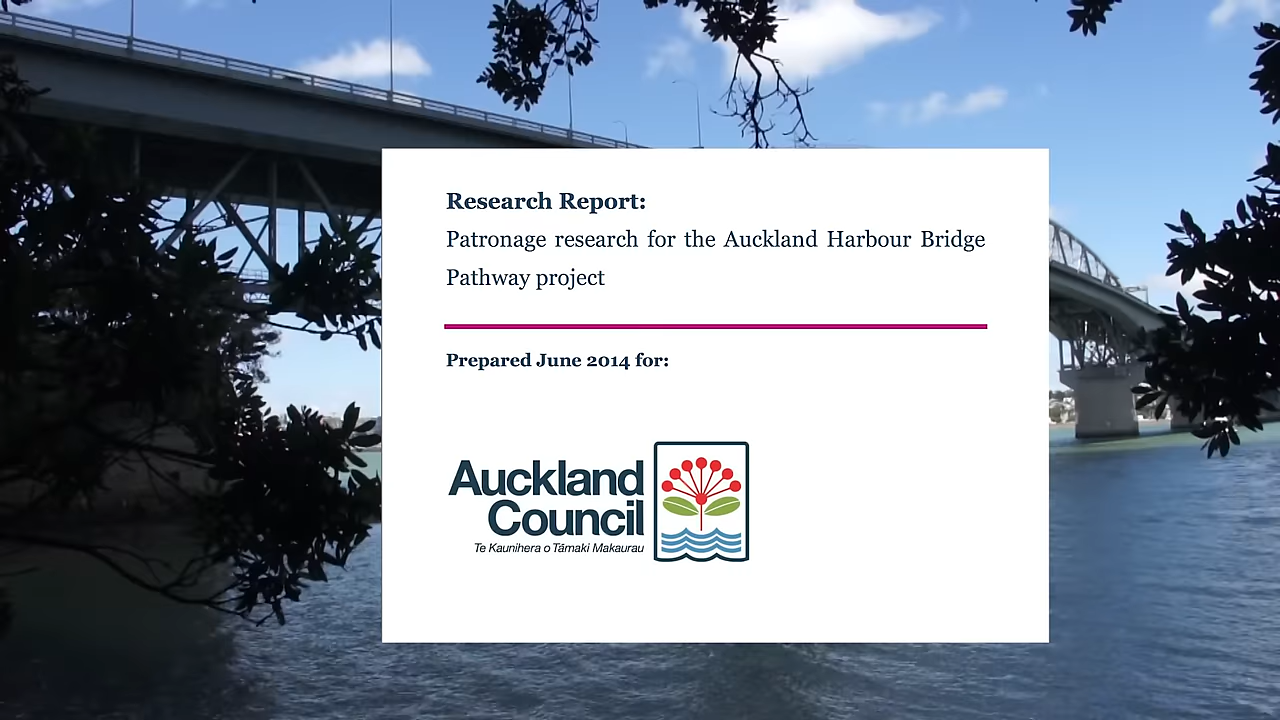 Research Report:
Patronage research for the Auckland Harbour Bridge
Pathway project
Prepared June 2014 for:
Auckland
Council
Te Kaunihera o Tāmaki Makaurau